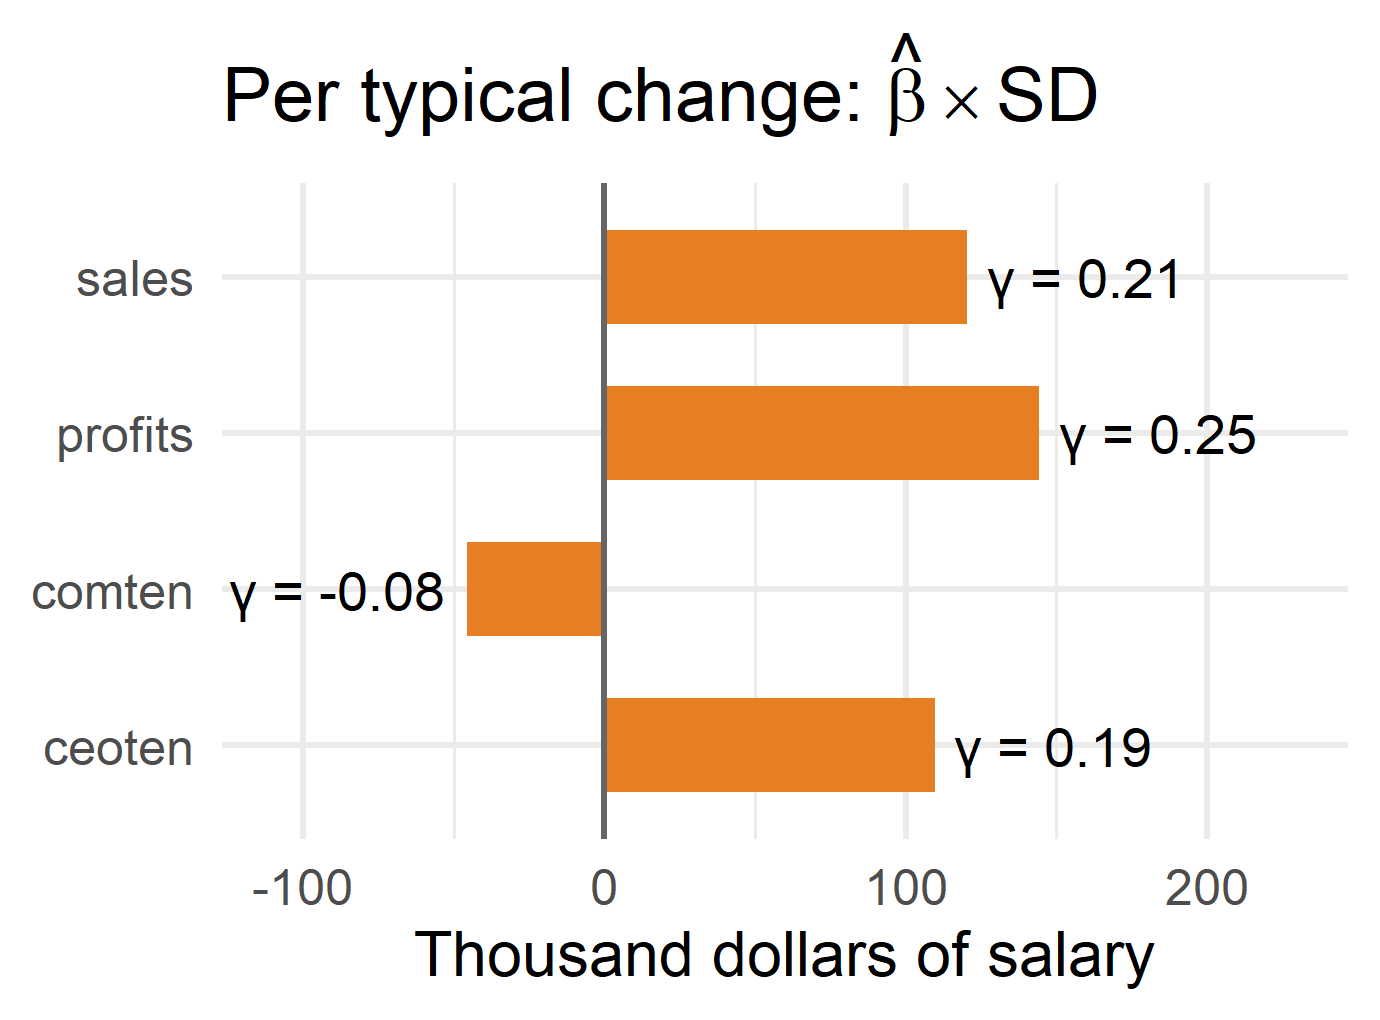 Per typical change: β̂ × SD
sales
γ = 0.21
profits
γ = 0.25
comten
γ = -0.08
ceoten
γ = 0.19
-100 0 100 200
Thousand dollars of salary